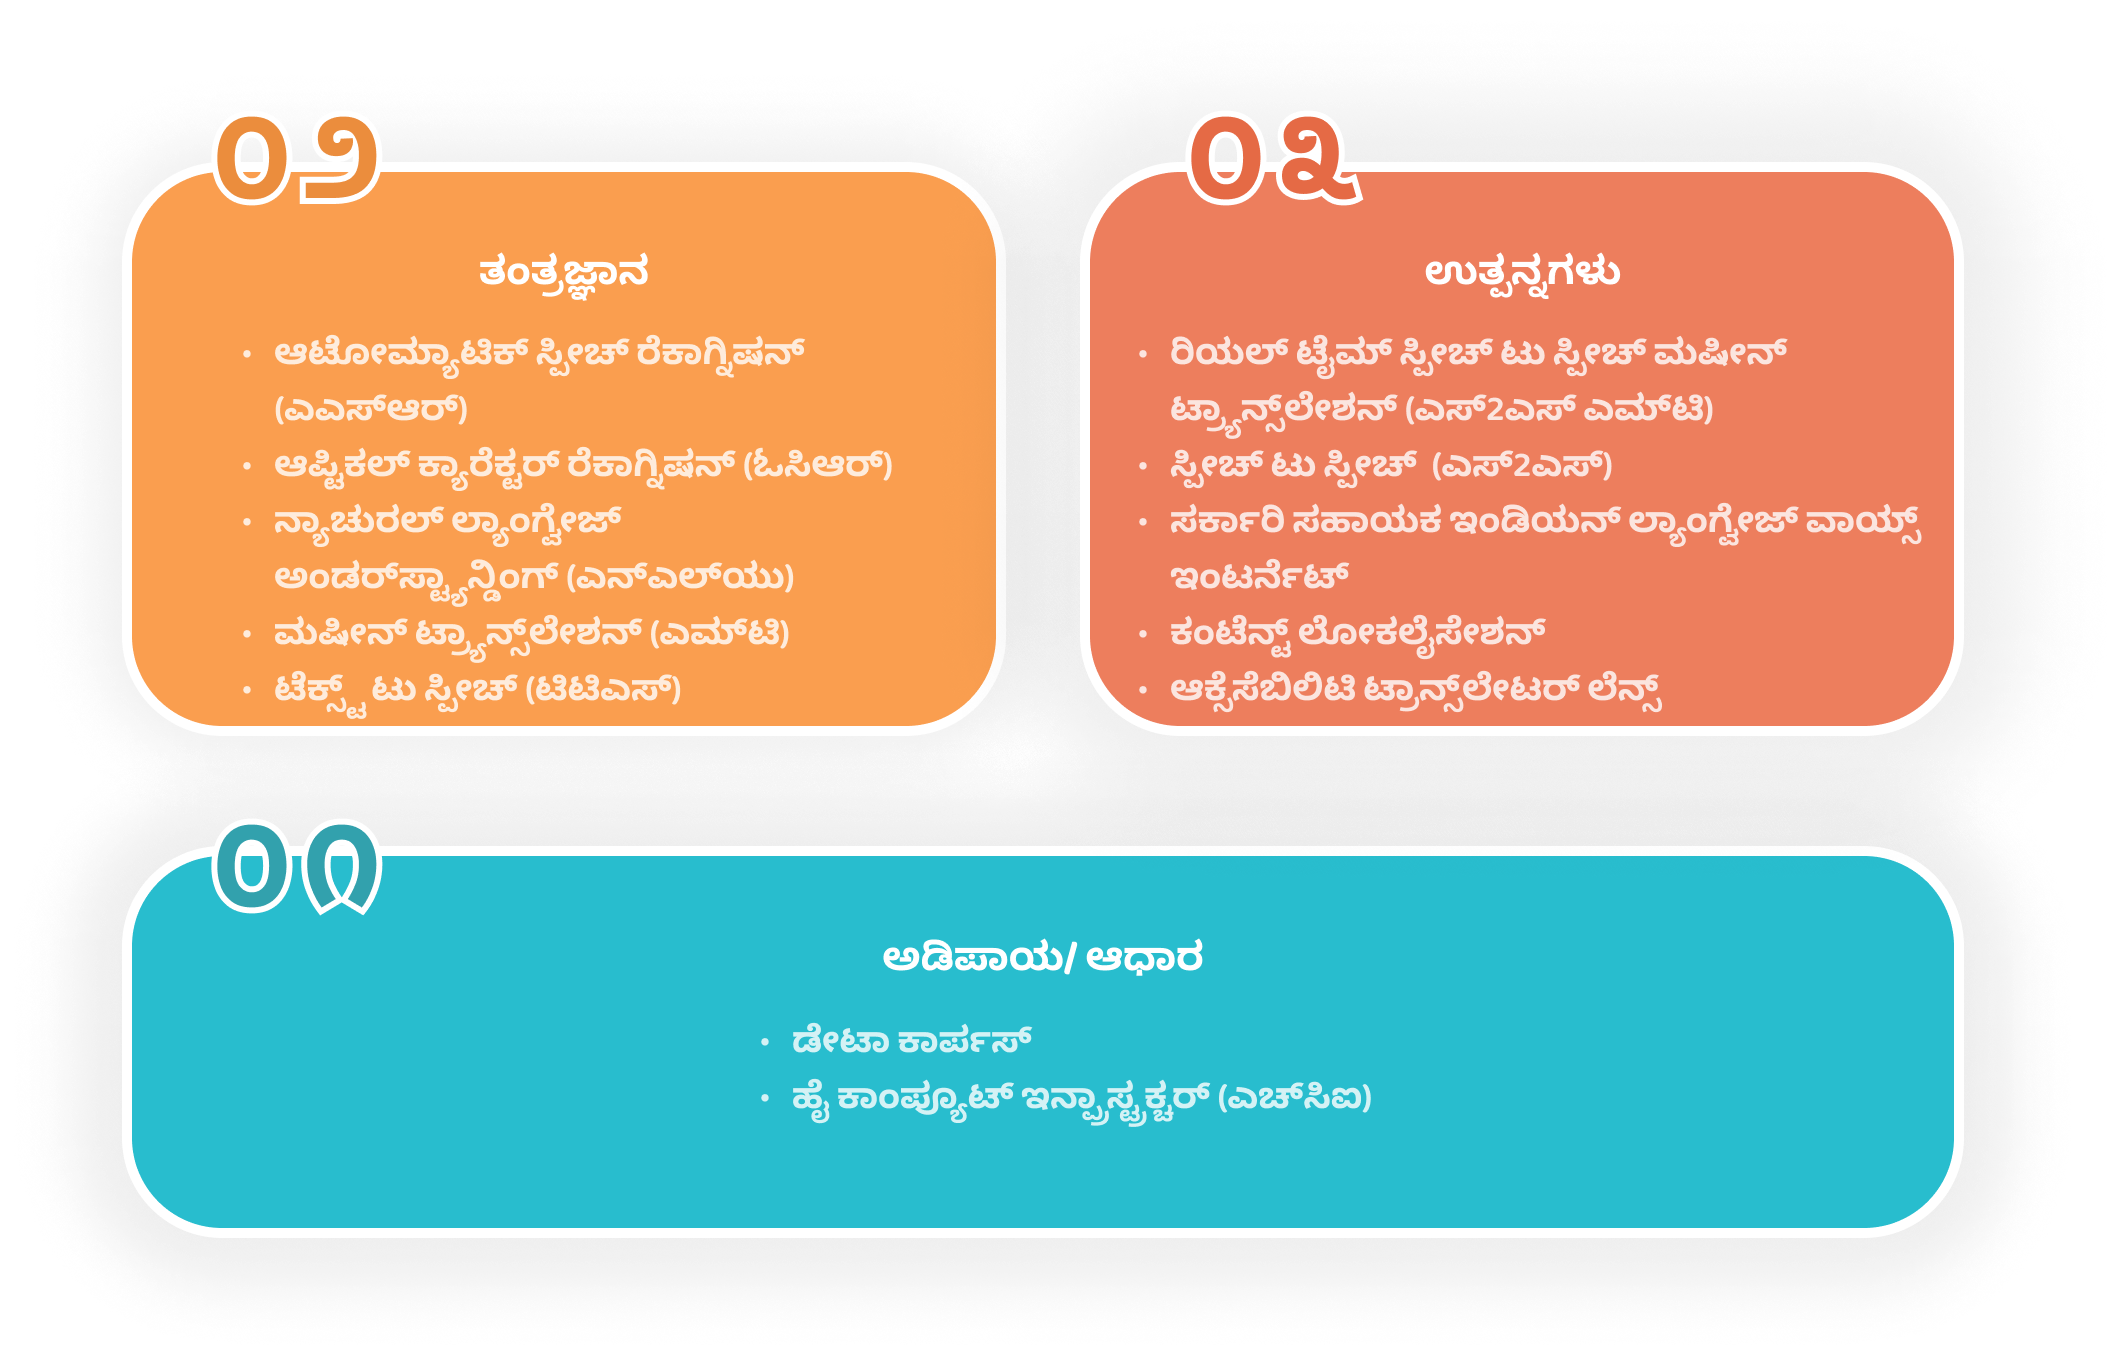 ೦೨
ತಂತ್ರಜ್ಞಾನ
• ಆಟೋಮ್ಯಾಟಿಕ್ ಸ್ಪೀಚ್ ರೆಕಾಗ್ನಿಷನ್
(ಎಎಸ್ಆರ್)
• ಆಪ್ಟಿಕಲ್ ಕ್ಯಾರೆಕ್ಟರ್ ರೆಕಾಗ್ನಿಷನ್ (ಓಸಿಆರ್)
• ನ್ಯಾಚುರಲ್ ಲ್ಯಾಂಗ್ವೇಜ್
ಅಂಡರ್‌ಸ್ಟ್ಯಾನ್ಡಿಂಗ್ (ಎನ್ಎಲ್‌ಯು)
• ಮಷೀನ್ ಟ್ರ್ಯಾನ್ಸ್‌ಲೇಶನ್ (ಎಮ್‌ಟಿ)
• ಟೆಕ್ಸ್ಟ್ ಟು ಸ್ಪೀಚ್ (ಟಿಟಿಎಸ್)
೦೩
ಉತ್ಪನ್ನಗಳು
• ರಿಯಲ್ ಟೈಮ್ ಸ್ಪೀಚ್ ಟು ಸ್ಪೀಚ್ ಮಷೀನ್
ಟ್ರ್ಯಾನ್ಸ್‌ಲೇಶನ್ (ಎಸ್2ಎಸ್ ಎಮ್‌ಟಿ)
• ಸ್ಪೀಚ್ ಟು ಸ್ಪೀಚ್ (ಎಸ್2ಎಸ್)
• ಸರ್ಕಾರಿ ಸಹಾಯಕ ಇಂಡಿಯನ್ ಲ್ಯಾಂಗ್ವೇಜ್ ವಾಯ್ಸ್
ಇಂಟರ್ನೆಟ್
• ಕಂಟೆನ್ಟ್ ಲೋಕಲೈಸೇಶನ್
• ಆಕ್ಸೆಸೆಬಿಲಿಟಿ ಟ್ರಾನ್ಸ್‌ಲೇಟರ್ ಲೆನ್ಸ್
೦೧
ಅಡಿಪಾಯ/ ಆಧಾರ
• ಡೇಟಾ ಕಾರ್ಪಸ್
• ಹೈ ಕಾಂಪ್ಯೂಟ್ ಇನ್ಪ್ರಾಸ್ಟ್ರಕ್ಚರ್ (ಎಚ್‌ಸಿಐ)